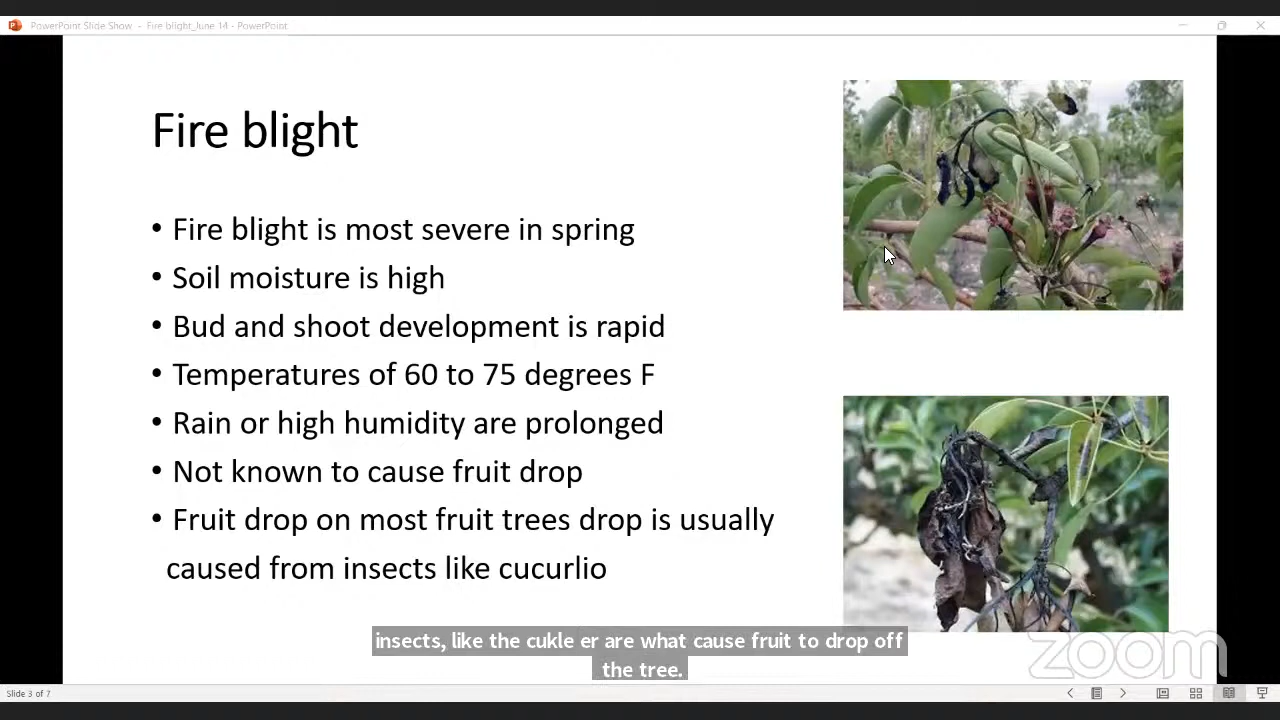 PowerPoint Slide Show - Fire blight_June 14 - PowerPoint
Fire blight
• Fire blight is most severe in spring
• Soil moisture is high
• Bud and shoot development is rapid
• Temperatures of 60 to 75 degrees F
• Rain or high humidity are prolonged
• Not known to cause fruit drop
• Fruit drop on most fruit trees drop is usually
caused from insects like cucurlio
insects, like the cukle er are what cause fruit to drop off
the tree.
zoom
Slide 3 of 7